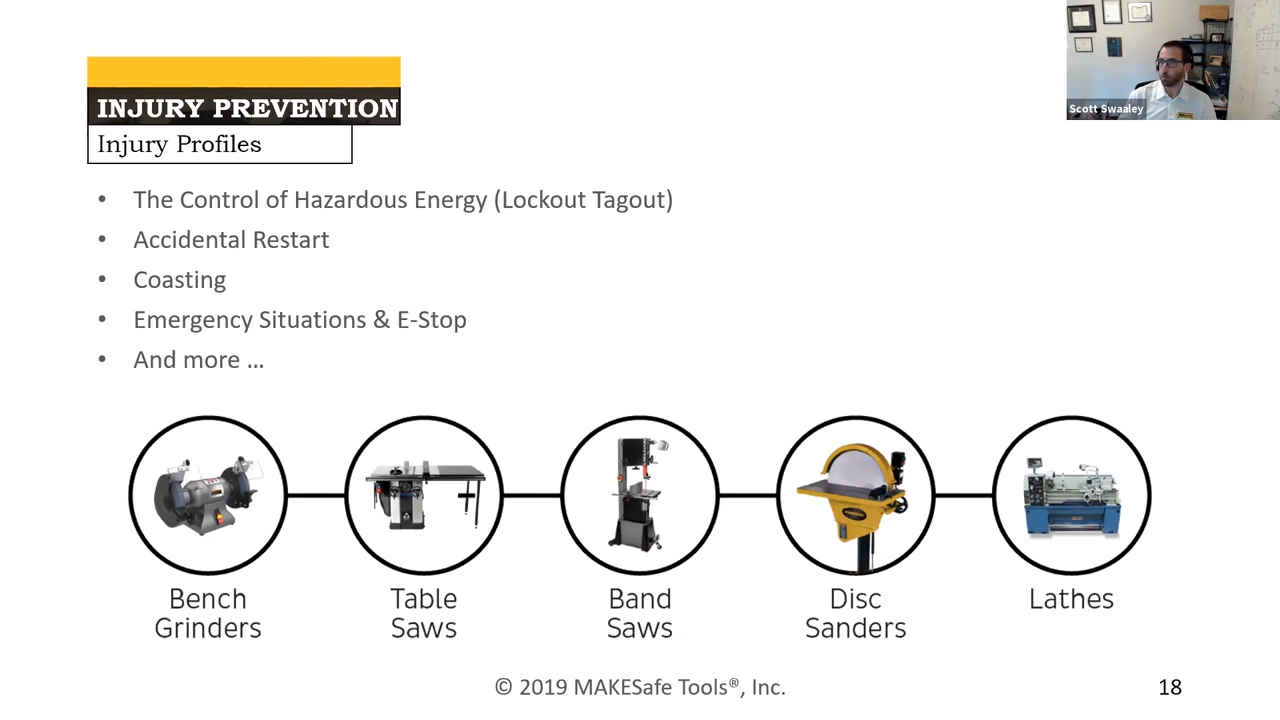 INJURY PREVENTION
Injury Profiles
Scott Swaaley
• The Control of Hazardous Energy (Lockout Tagout)
• Accidental Restart
• Coasting
• Emergency Situations & E-Stop
• And more …
Bench
Grinders
Table
Saws
Band
Saws
Disc
Sanders
Lathes
© 2019 MAKESafe Tools®, Inc.
18